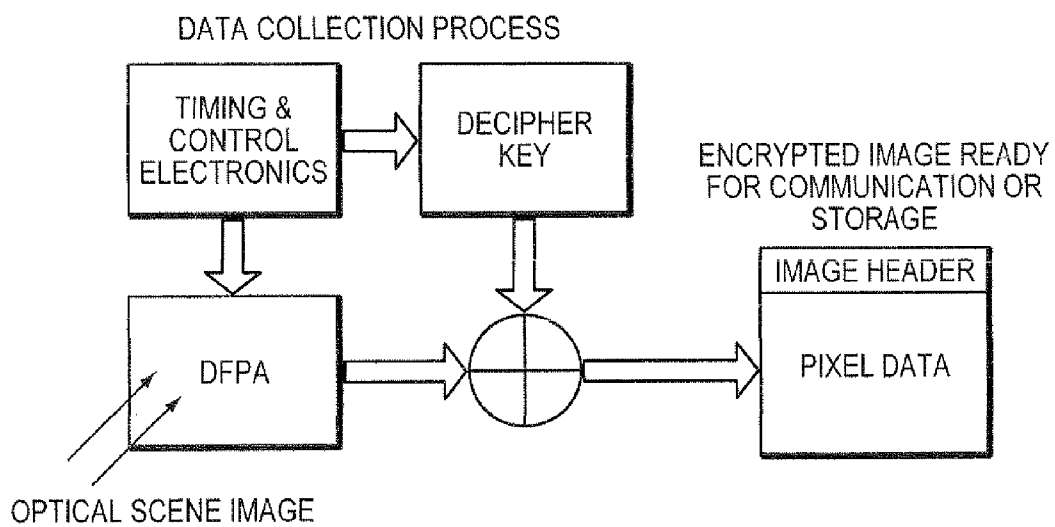 DATA COLLECTION PROCESS
TIMING &
CONTROL
ELECTRONICS
DECIPHER
KEY
ENCRYPTED IMAGE READY
FOR COMMUNICATION OR
STORAGE
IMAGE HEADER
DFPA
PIXEL DATA
OPTICAL SCENE IMAGE